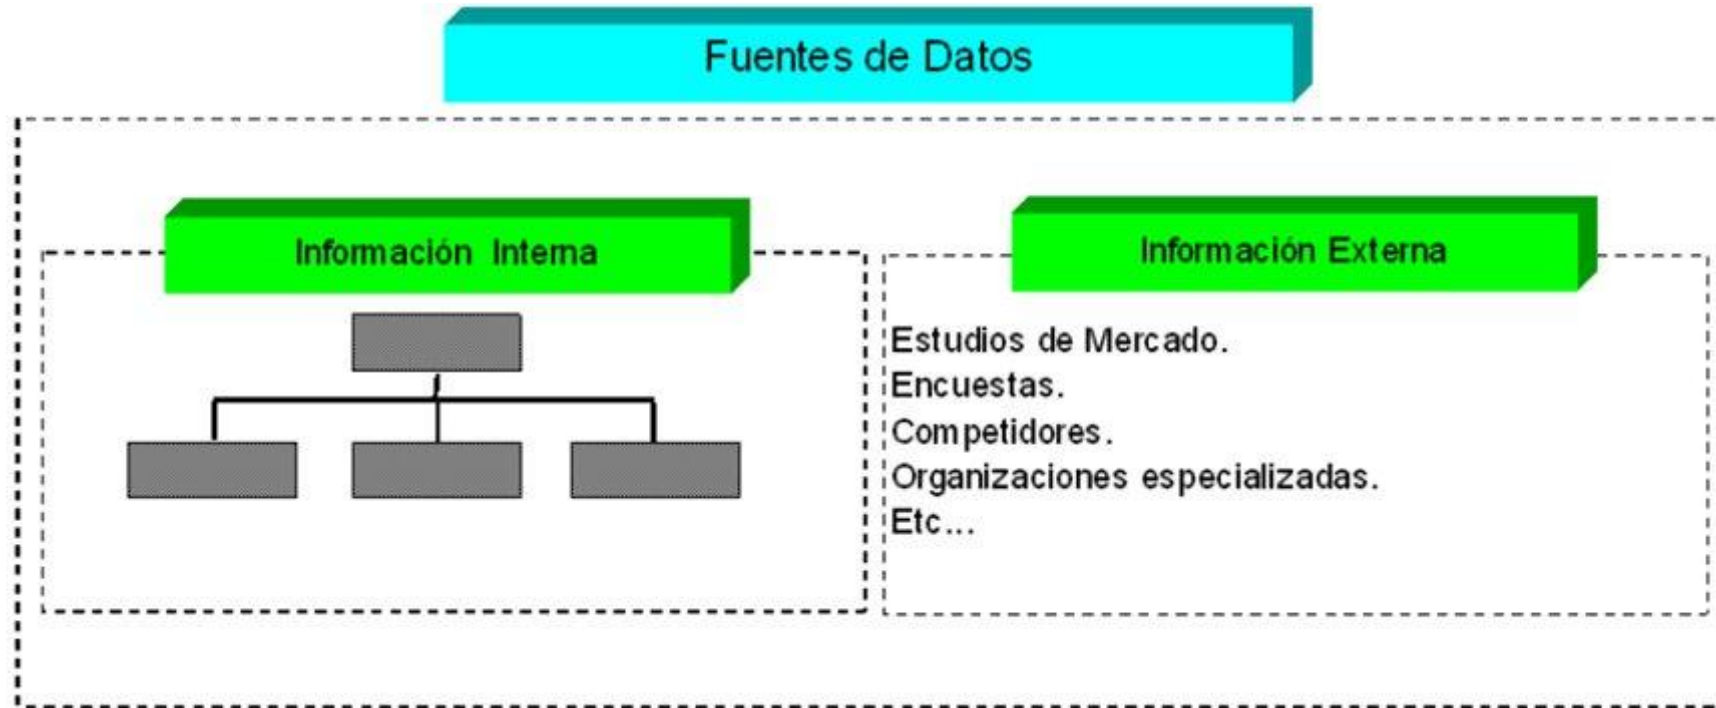 Fuentes de Datos
Información Interna
Información Externa
Estudios de Mercado.
Encuestas.
Competidores.
Organizaciones especializadas.
Etc...